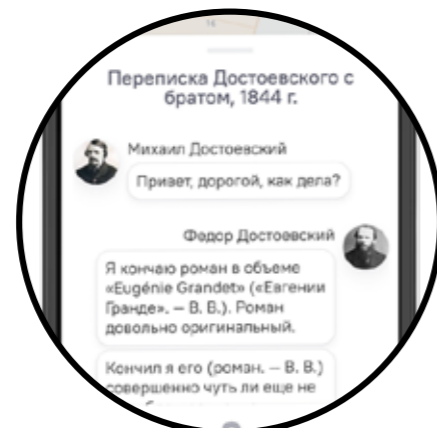 Переписка Достоевского с
братом, 1844 г.
Михаил Достоевский
Привет, дорогой, как дела?
Федор Достоевский
Я кончаю роман в объеме
«Eugénie Grandet» («Евгении
Гранде». — В. В.). Роман
довольно оригинальный.
Кончил я его (роман. — В. В.)
совершенно чуть ли еще не